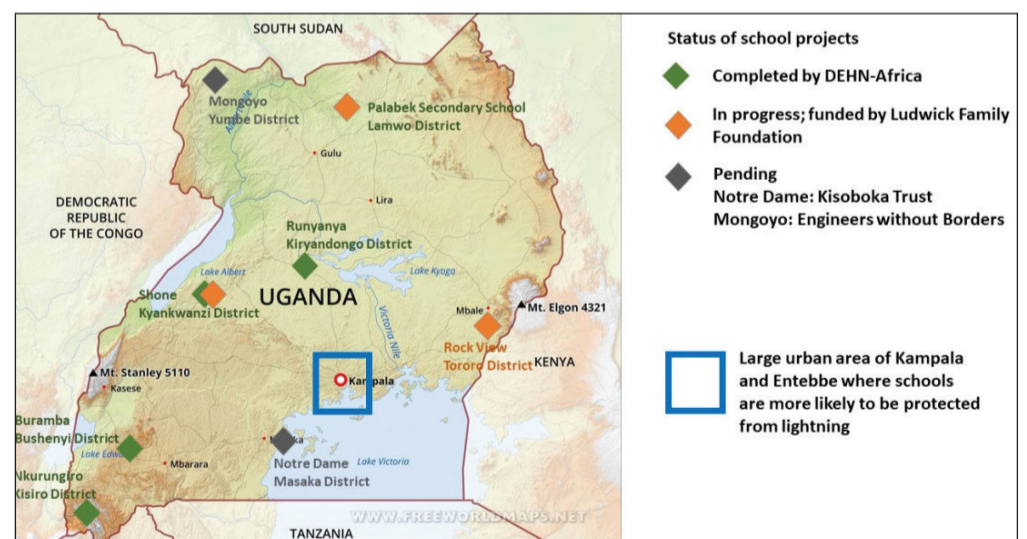 SOUTH SUDAN
Mongoyo
Yumbe District
Palabek Secondary School
Lamwo District
Gulu
Lira
DEMOCRATIC
REPUBLIC
OF THE CONGO
Runyanya
Kiryandongo District
Lake Albert
Lake Kyoga
Shone
Kyankwanzi District
UGANDA
Victoria Nile
Mbale
Mt. Elgon 4321
Rock View
Tororo District
KENYA
Mt. Stanley 5110
Kasese
Kampala
Buramba
Bushenyi District
Mbarara
Notre Dame
Masaka District
Lake Victoria
Nkurungiro
Kisiro District
WWW.FREEWORLDMAPS.NET
TANZANIA
Status of school projects
Completed by DEHN-Africa
In progress; funded by Ludwick Family
Foundation
Pending
Notre Dame: Kisoboka Trust
Mongoyo: Engineers without Borders
Large urban area of Kampala
and Entebbe where schools
are more likely to be protected
from lightning